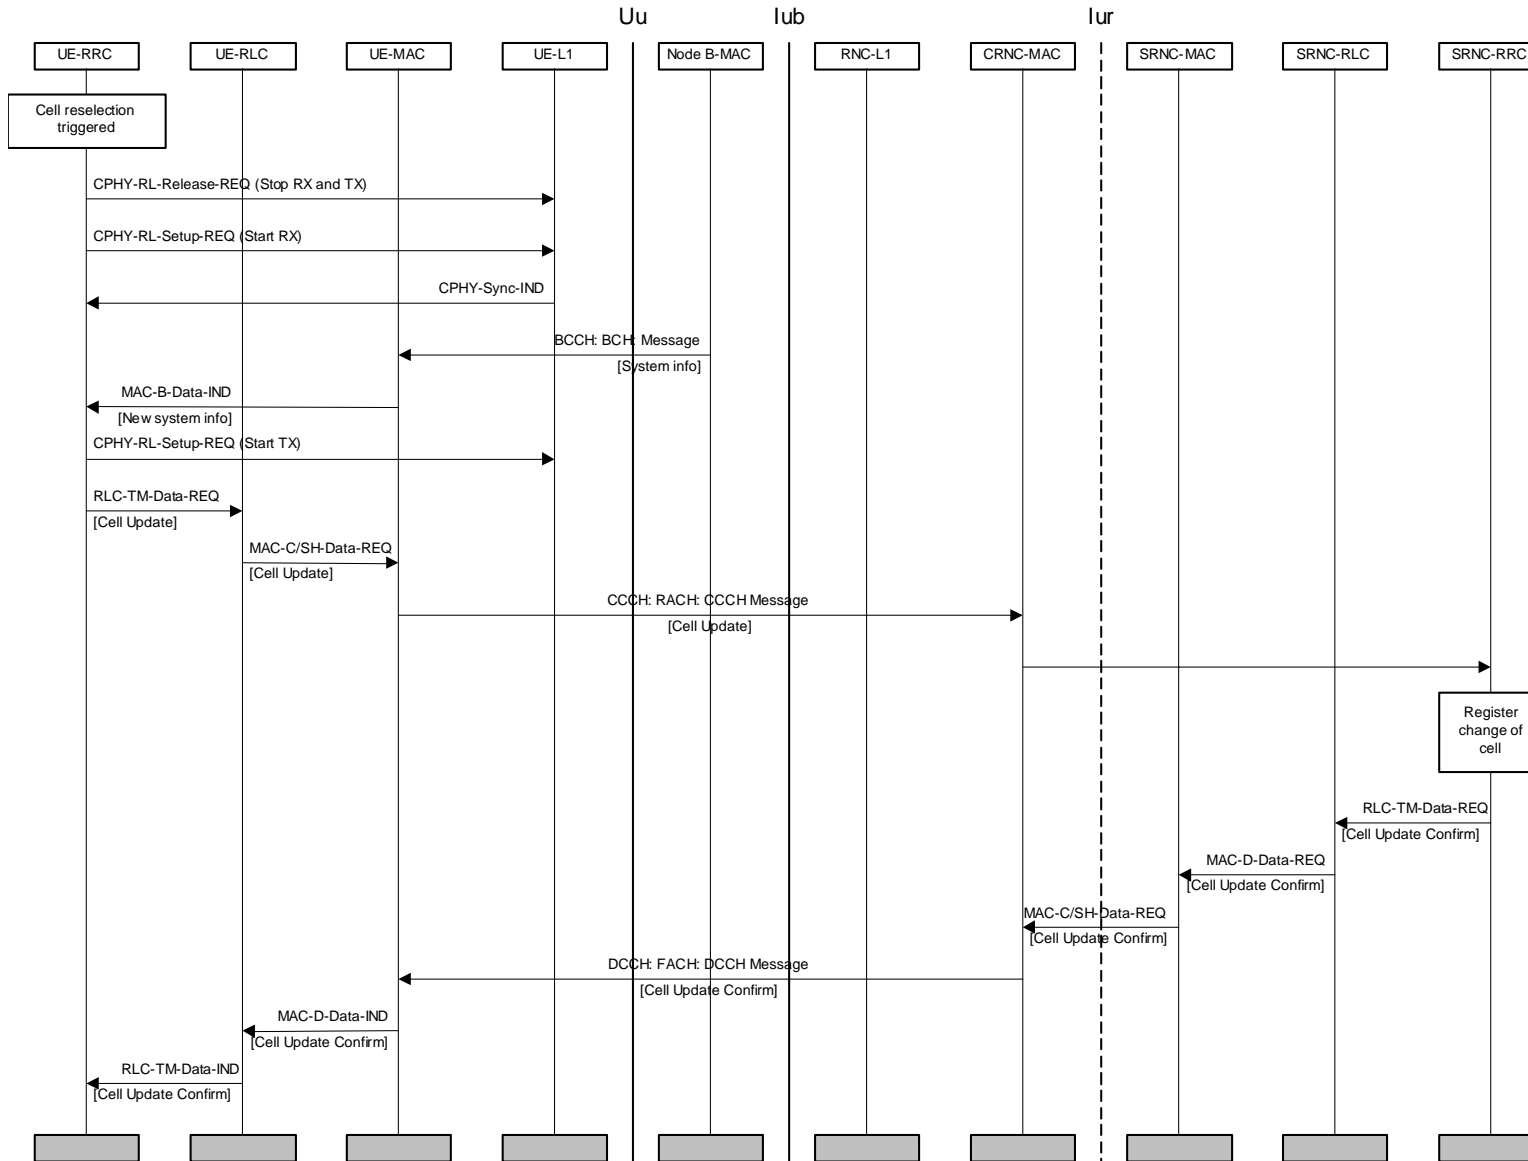 Uu
Iub
Iur
UE-RRC
UE-RLC
UE-MAC
UE-L1
Node B-MAC
RNC-L1
CRNC-MAC
SRNC-MAC
SRNC-RLC
SRNC-RRC
Cell reselection
triggered
CPHY-RL-Release-REQ (Stop RX and TX)
CPHY-RL-Setup-REQ (Start RX)
CPHY-Sync-IND
BCCH: BCH: Message
[System info]
MAC-B-Data-IND
[New system info]
CPHY-RL-Setup-REQ (Start TX)
RLC-TM-Data-REQ
[Cell Update]
MAC-C/SH-Data-REQ
[Cell Update]
CCCH: RACH: CCCH Message
[Cell Update]
Register
change of
cell
RLC-TM-Data-REQ
[Cell Update Confirm]
MAC-D-Data-REQ
[Cell Update Confirm]
MAC-C/SH-Data-REQ
[Cell Update Confirm]
DCCH: FACH: DCCH Message
[Cell Update Confirm]
MAC-D-Data-IND
[Cell Update Confirm]
RLC-TM-Data-IND
[Cell Update Confirm]